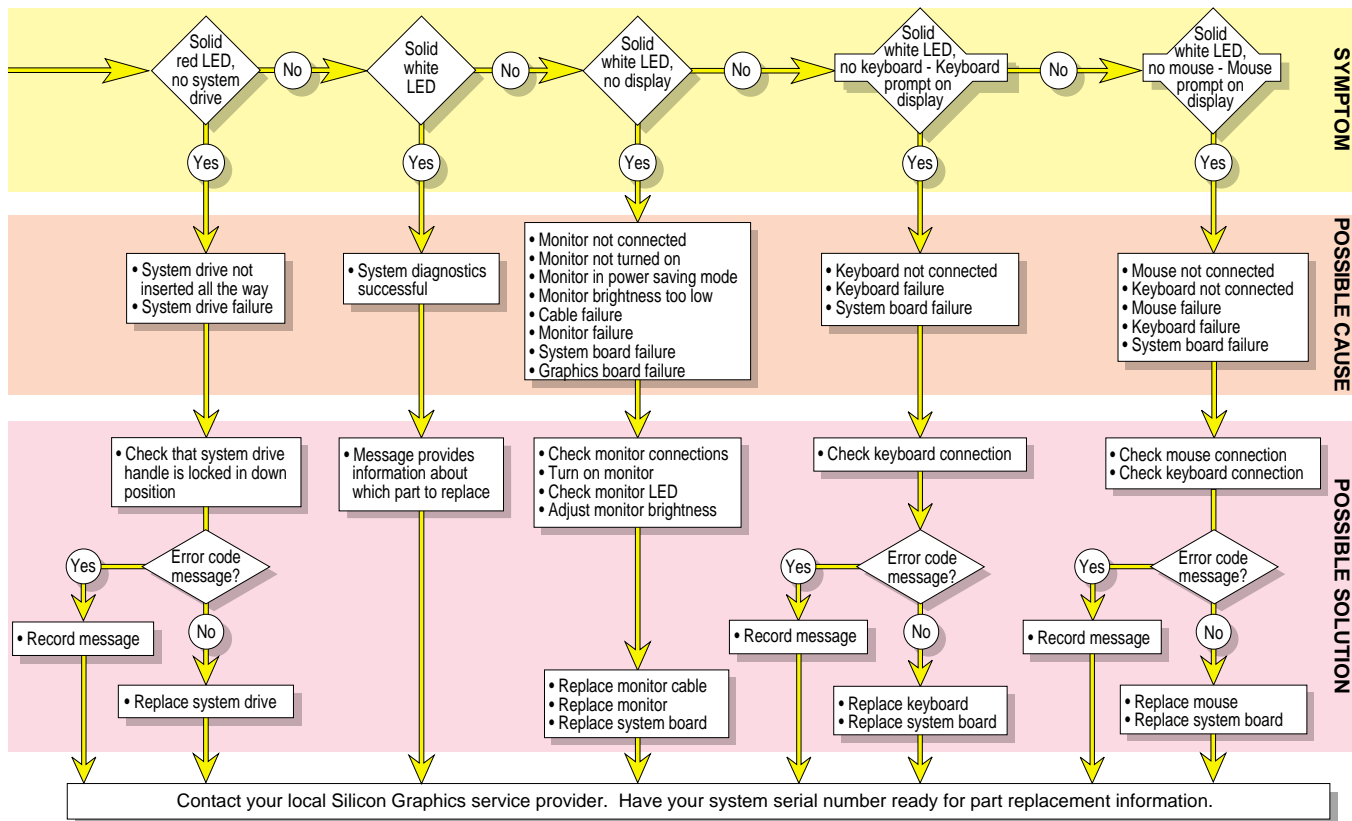 Solid
red LED,
no system
drive
No
Solid
white
LED
No
Solid
white LED,
no display
No
Solid
white LED,
no keyboard - Keyboard
prompt on
display
No
Solid
white LED,
no mouse - Mouse
prompt on
display
SYMPTOM
Yes
Yes
Yes
Yes
Yes
• System drive not
inserted all the way
• System drive failure
• System diagnostics
successful
• Monitor not connected
• Monitor not turned on
• Monitor in power saving mode
• Monitor brightness too low
• Cable failure
• Monitor failure
• System board failure
• Graphics board failure
• Keyboard not connected
• Keyboard failure
• System board failure
• Mouse not connected
• Keyboard not connected
• Mouse failure
• Keyboard failure
• System board failure
POSSIBLE CAUSE
• Check that system drive
handle is locked in down
position
• Message provides
information about
which part to replace
• Check monitor connections
• Turn on monitor
• Check monitor LED
• Adjust monitor brightness
• Check keyboard connection
• Check mouse connection
• Check keyboard connection
POSSIBLE SOLUTION
Error code
message?
Yes
No
• Record message
• Replace system drive
• Replace monitor cable
• Replace monitor
• Replace system board
Error code
message?
Yes
No
• Record message
• Replace keyboard
• Replace system board
Error code
message?
Yes
No
• Record message
• Replace mouse
• Replace system board
Contact your local Silicon Graphics service provider.  Have your system serial number ready for part replacement information.